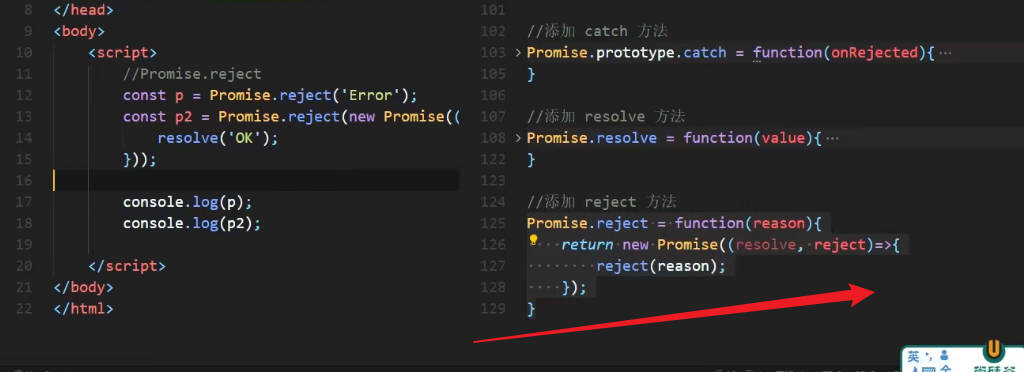 8 </head>
9 <body>
10 <script>
11 //Promise.reject
12 const p = Promise.reject('Error');
13 const p2 = Promise.reject(new Promise((
14 resolve('OK');
15 }));
16
17 console.log(p);
18 console.log(p2);
19
20 </script>
21 </body>
22 </html>
101
102 //添加 catch 方法
103 > Promise.prototype.catch = function(onRejected){ ···
105 }
106
107 //添加 resolve 方法
108 > Promise.resolve = function(value){ ···
122 }
123
124 //添加 reject 方法
125 Promise.reject = function(reason){
126 return new Promise((resolve, reject)=>{
127 reject(reason);
128 });
129 }
英